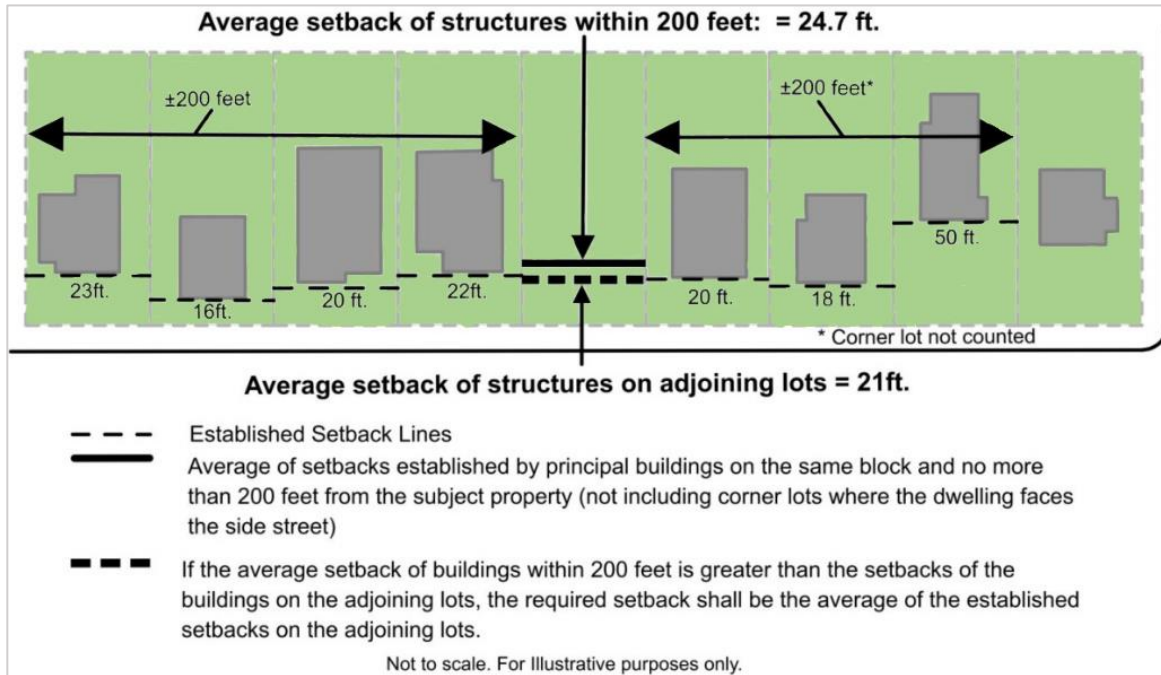 Average setback of structures within 200 feet:  = 24.7 ft.
±200 feet
±200 feet*
23ft.
16ft.
20 ft.
22ft.
20 ft.
18 ft.
50 ft.
* Corner lot not counted
Average setback of structures on adjoining lots = 21ft.
Established Setback Lines
Average of setbacks established by principal buildings on the same block and no more
than 200 feet from the subject property (not including corner lots where the dwelling faces
the side street)
If the average setback of buildings within 200 feet is greater than the setbacks of the
buildings on the adjoining lots, the required setback shall be the average of the established
setbacks on the adjoining lots.
Not to scale. For Illustrative purposes only.